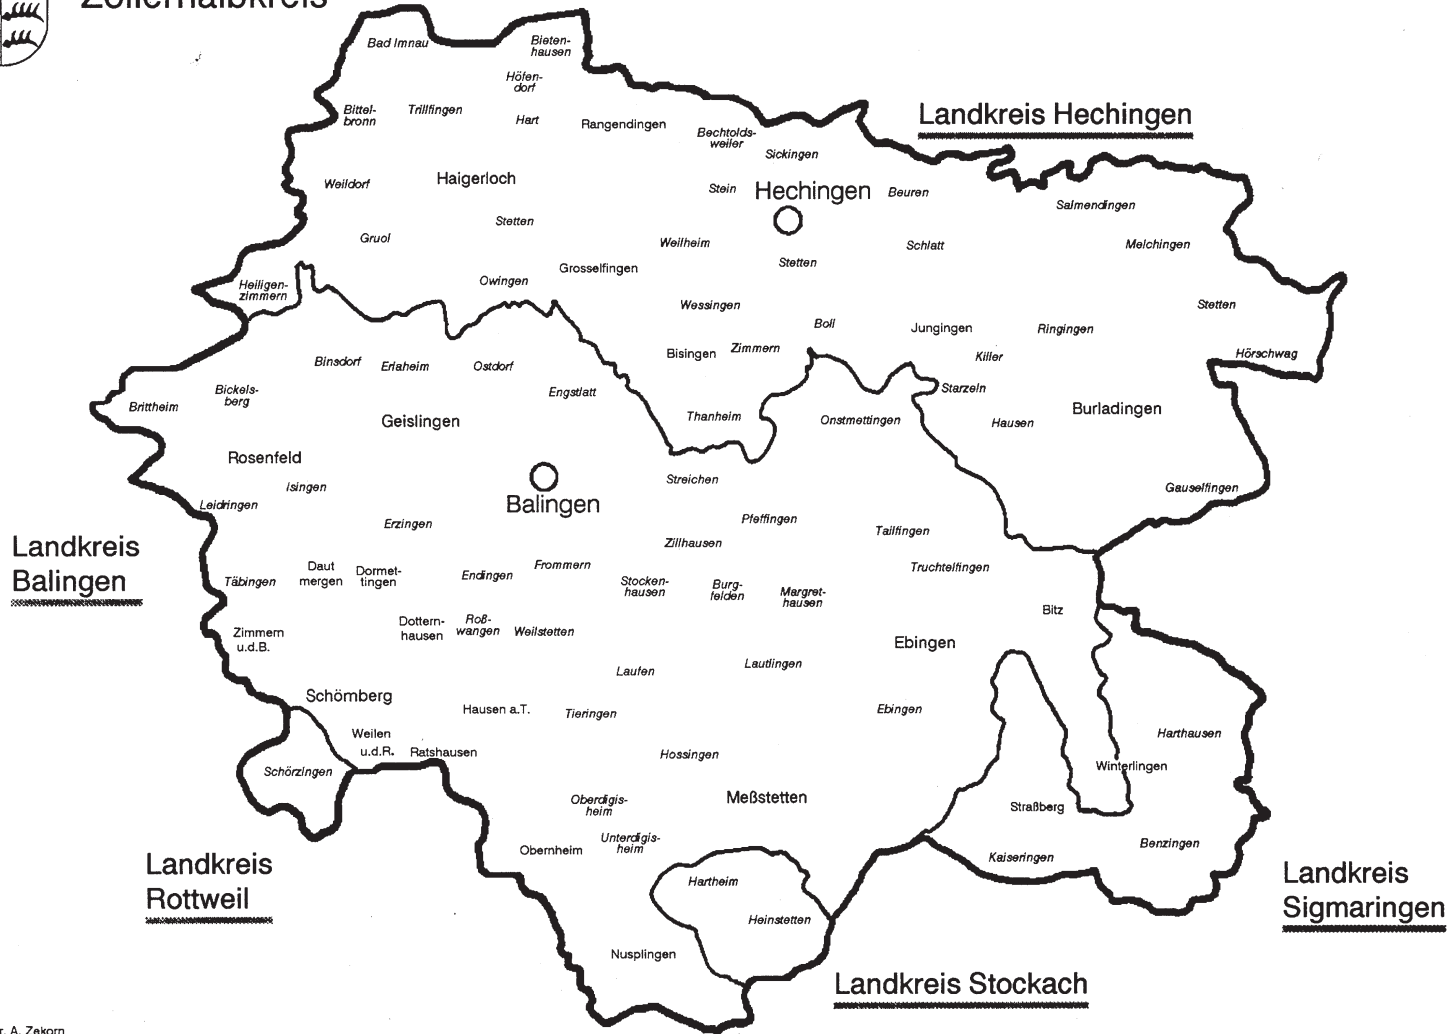 Zollernalbkreis
Bad Imnau
Bieten-
hausen
Höfen-
dorf
Bittel-
bronn
Trillfingen
Hart
Rangendingen
Landkreis Hechingen
Bechtolds-
weiler
Sickingen
Weildorf
Haigerloch
Stein
Hechingen
Beuren
Salmendingen
Stetten
Gruol
Weilheim
Schlatt
Melchingen
Stetten
Grosselfingen
Owingen
Heiligen-
zimmern
Wessingen
Stetten
Boll
Jungingen
Ringingen
Bisingen
Zimmern
Killer
Hörschwag
Binsdorf
Erlaheim
Ostdorf
Engstlatt
Starzeln
Bickels-
berg
Brittheim
Geislingen
Thanheim
Onstmettingen
Hausen
Burladingen
Rosenfeld
Isingen
Streichen
Gauselfingen
Leidringen
Balingen
Erzingen
Pfeffingen
Tailfingen
Zillhausen
Landkreis
Balingen
Täbingen
Daut
mergen
Dormet-
tingen
Endingen
Frommern
Stocken-
hausen
Burg-
felden
Margret-
hausen
Truchtelfingen
Bitz
Zimmern
u.d.B.
Dottern-
hausen
Roß-
wangen
Weilstetten
Ebingen
Laufen
Lautlingen
Schömberg
Hausen a.T.
Tieringen
Ebingen
Weilen
u.d.R.
Ratshausen
Hossingen
Harthausen
Schörzingen
Winterlingen
Oberdigis-
heim
Meßstetten
Straßberg
Obernheim
Unterdigis-
heim
Kaiseringen
Benzingen
Landkreis
Rottweil
Hartheim
Landkreis
Sigmaringen
Heinstetten
Nusplingen
Landkreis Stockach
r. A. Zekorn